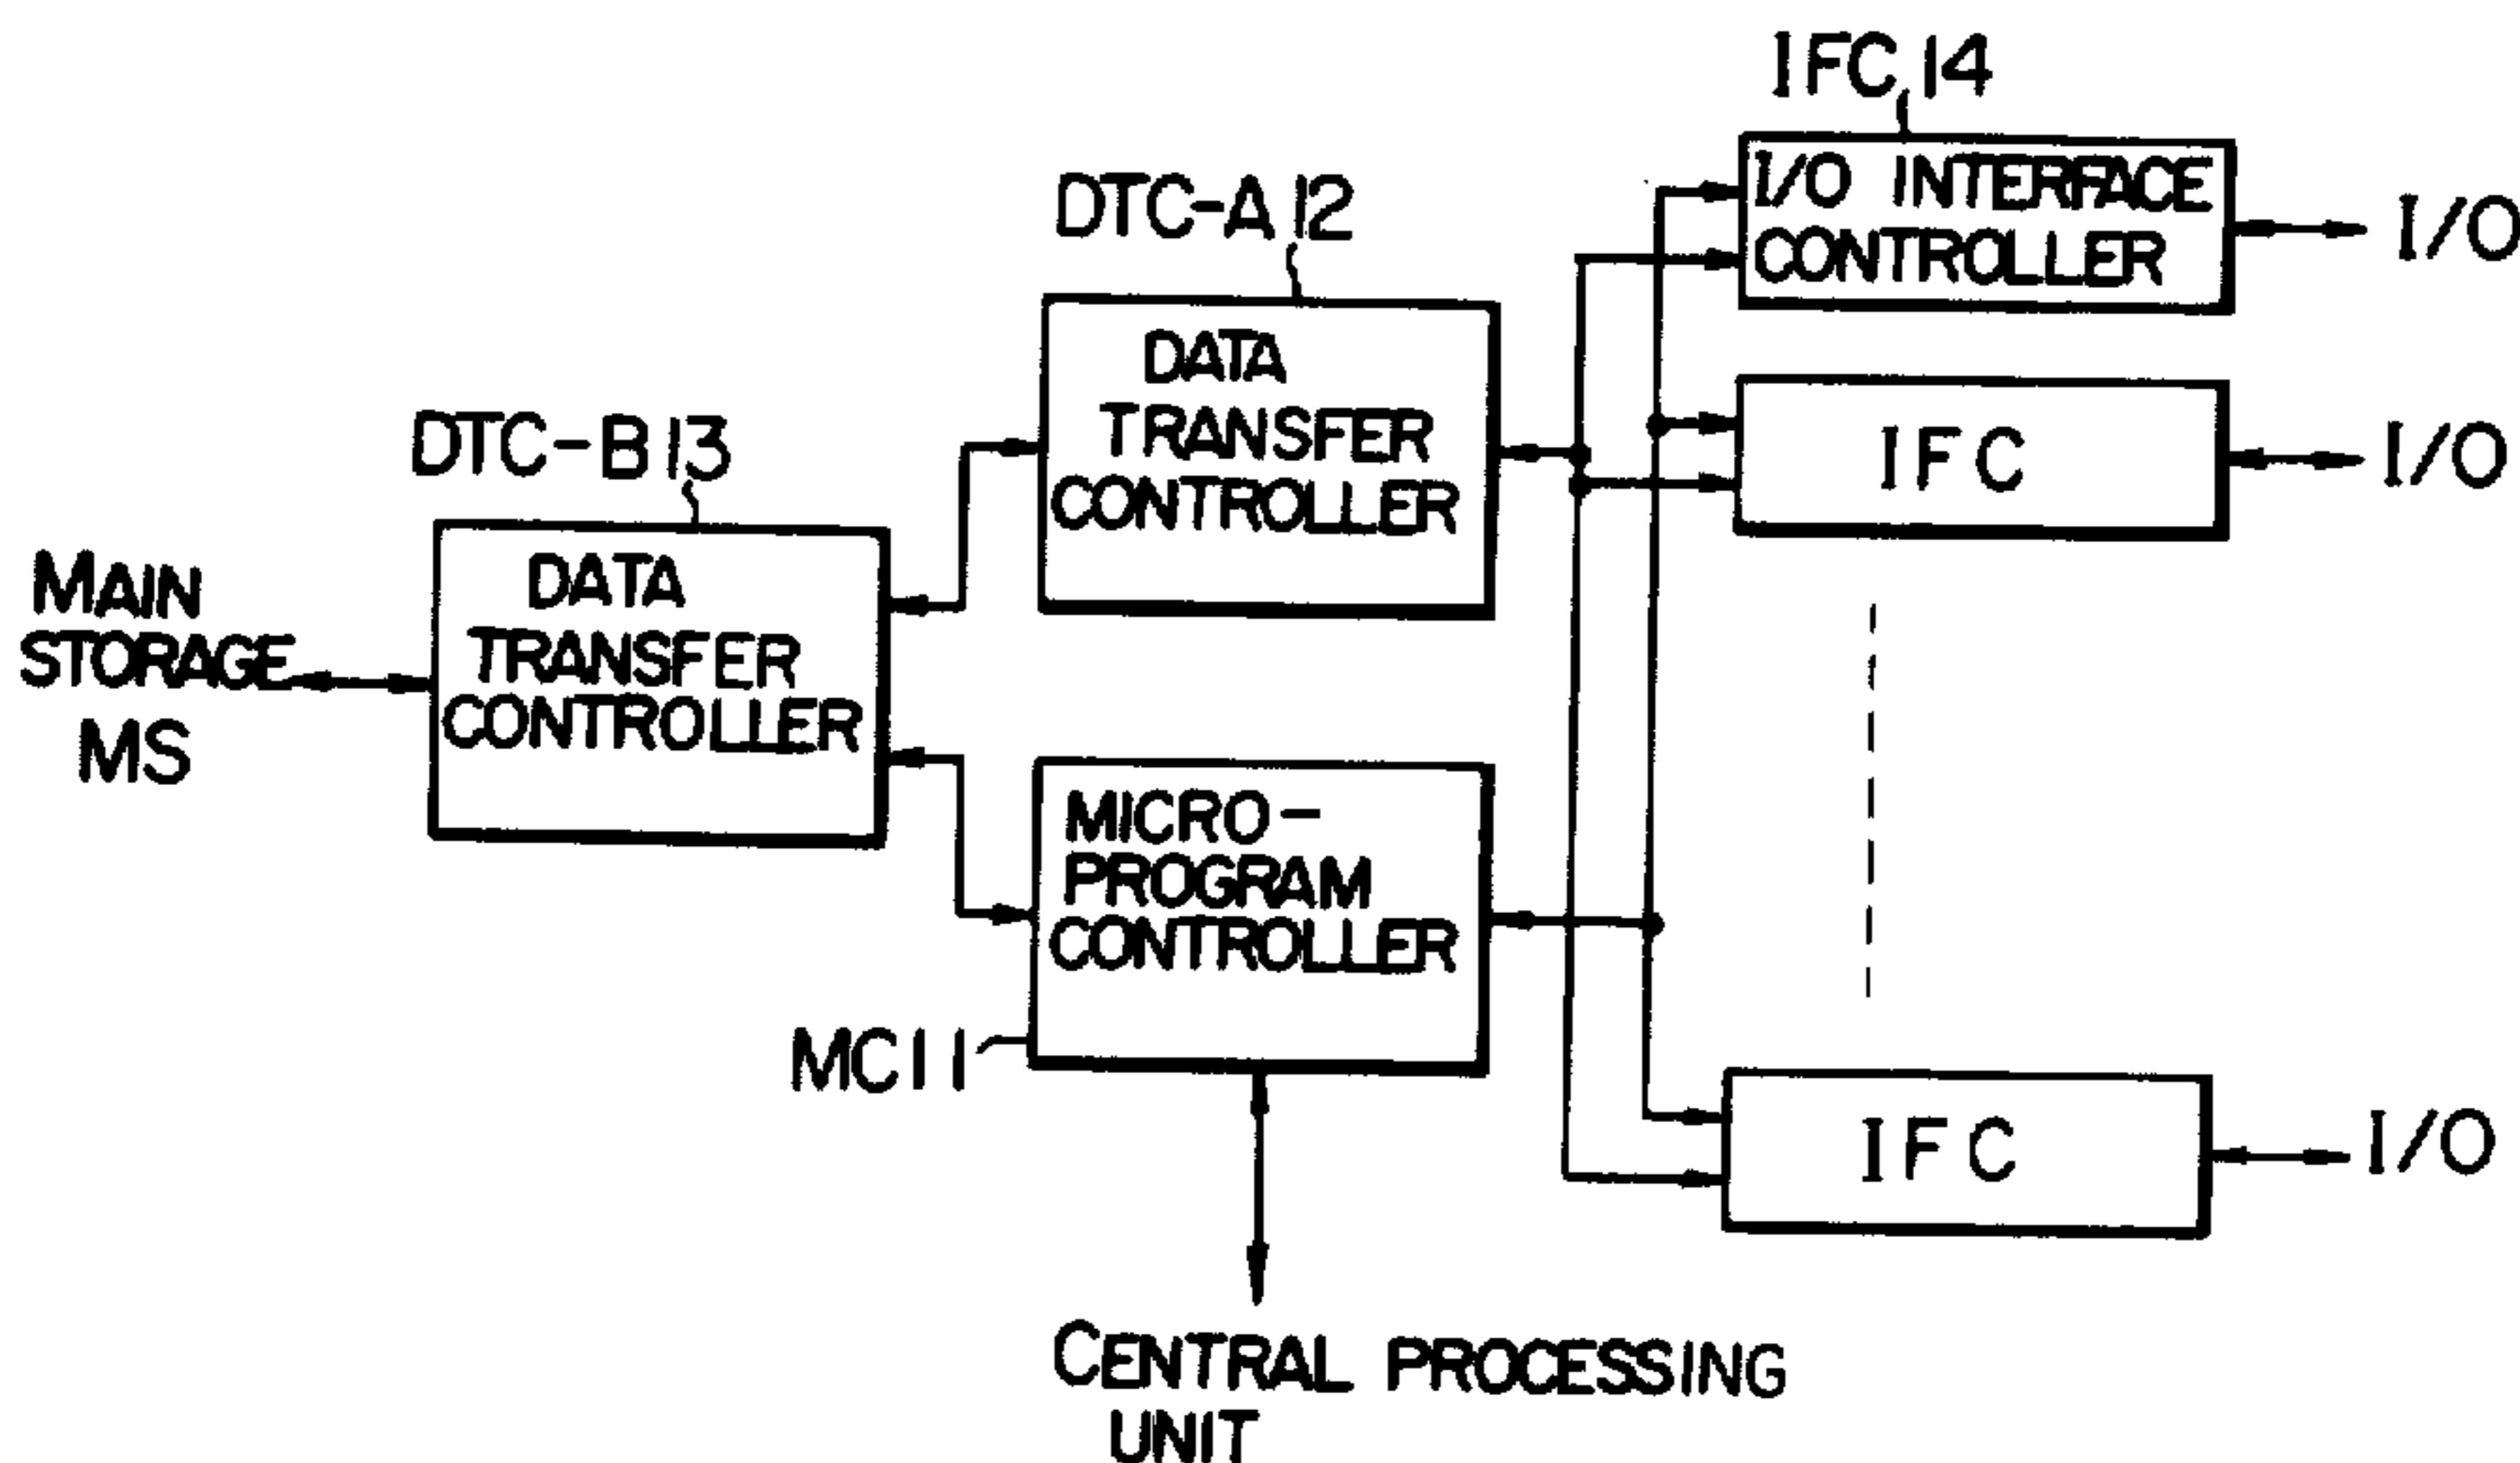 IFC 14
I/O INTERFACE
CONTROLLER
I/O
DTC-A 12
DATA
TRANSFER
CONTROLLER
IFC
I/O
DTC-B 13
DATA
TRANSFER
CONTROLLER
MAIN
STORAGE
MS
MICRO-
PROGRAM
CONTROLLER
MC 11
IFC
I/O
CENTRAL PROCESSING
UNIT